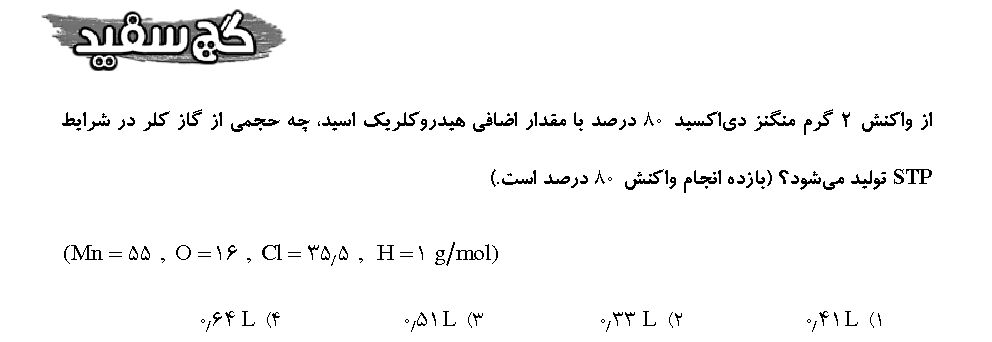 گچ سفید
از واکنش ۲ گرم منگنز دی‌اکسید ۸۰ درصد با مقدار اضافی هیدروکلریک اسید، چه حجمی از گاز کلر در شرایط
STP تولید می‌شود؟ (بازده انجام واکنش ۸۰ درصد است.)
(Mn = ۵۵ , O = ۱۶ , Cl = ۳۵٫۵ , H = ۱ g/mol)
۱) ۰٫۴۱ L ۲) ۰٫۳۳ L ۳) ۰٫۵۱ L ۴) ۰٫۶۴ L